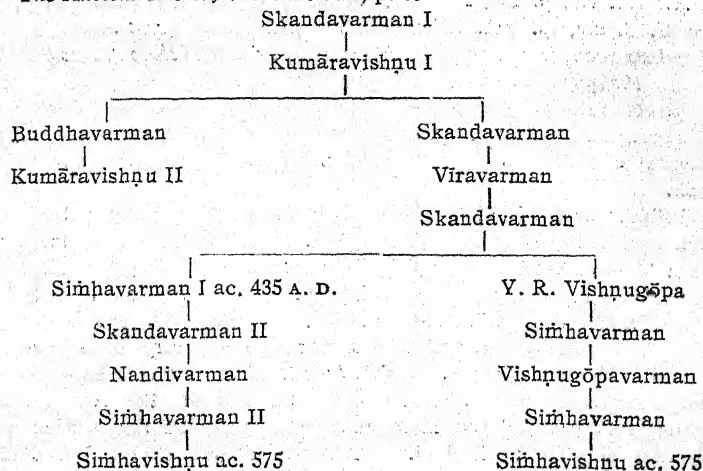 Skandavarman I
Kumāravishṇu I
Buddhavarman Skandavarman
Kumāravishṇu II Vīravarman
Skandavarman
Siṁhavarman I ac. 435 A. D. Y. R. Vishṇugōpa
Skandavarman II Siṁhavarman
Nandivarman Vishṇugōpavarman
Siṁhavarman II Siṁhavarman
Siṁhavishṇu ac. 575 Siṁhavishṇu ac. 575